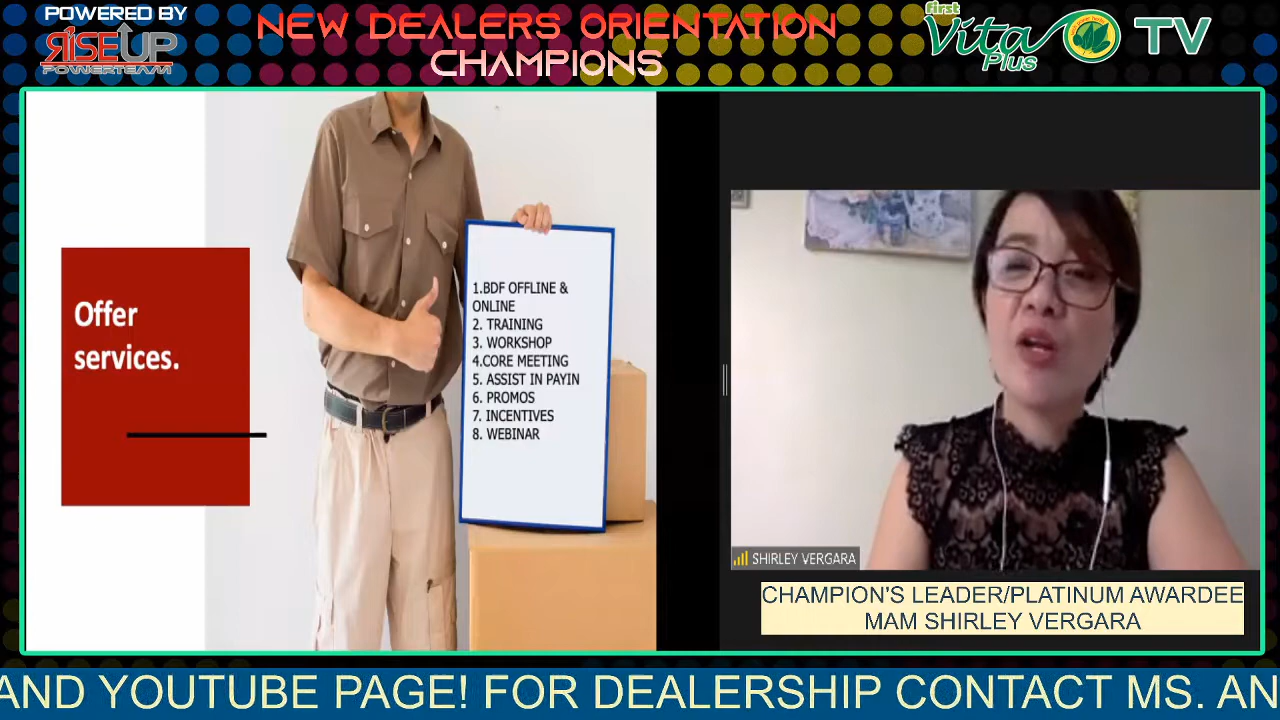 POWERED BY
RiSEUP
POWERTEAM
NEW DEALERS ORIENTATION
CHAMPIONS
first
Vita
Plus
TV
Offer
services.
1.BDF OFFLINE &
ONLINE
2. TRAINING
3. WORKSHOP
4.CORE MEETING
5. ASSIST IN PAYIN
6. PROMOS
7. INCENTIVES
8. WEBINAR
SHIRLEY VERGARA
CHAMPION'S LEADER/PLATINUM AWARDEE
MAM SHIRLEY VERGARA
AND YOUTUBE PAGE! FOR DEALERSHIP CONTACT MS. AN